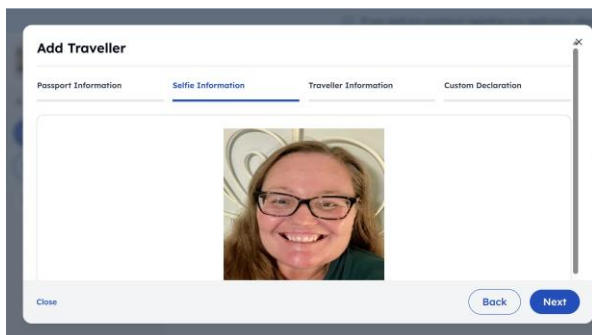 Add Traveller
Passport Information
Selfie Information
Traveller Information
Custom Declaration
Close
Back
Next